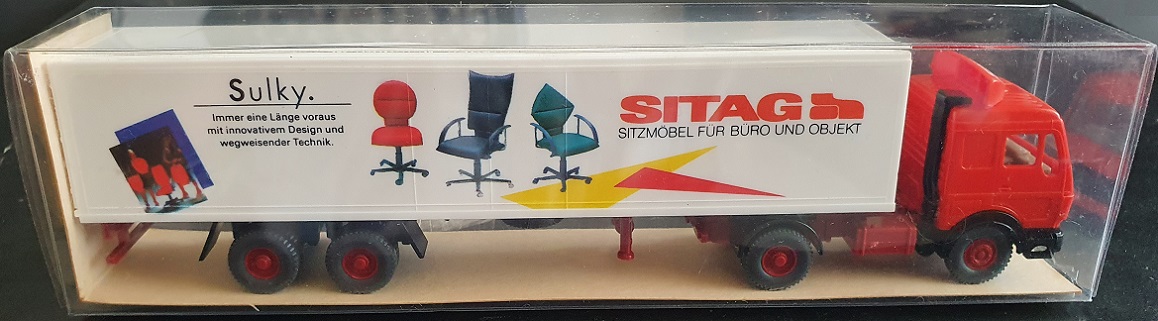 Sulky.
Immer eine Länge voraus
mit innovativem Design und
wegweisender Technik.
SITAG
SITZMÖBEL FÜR BÜRO UND OBJEKT